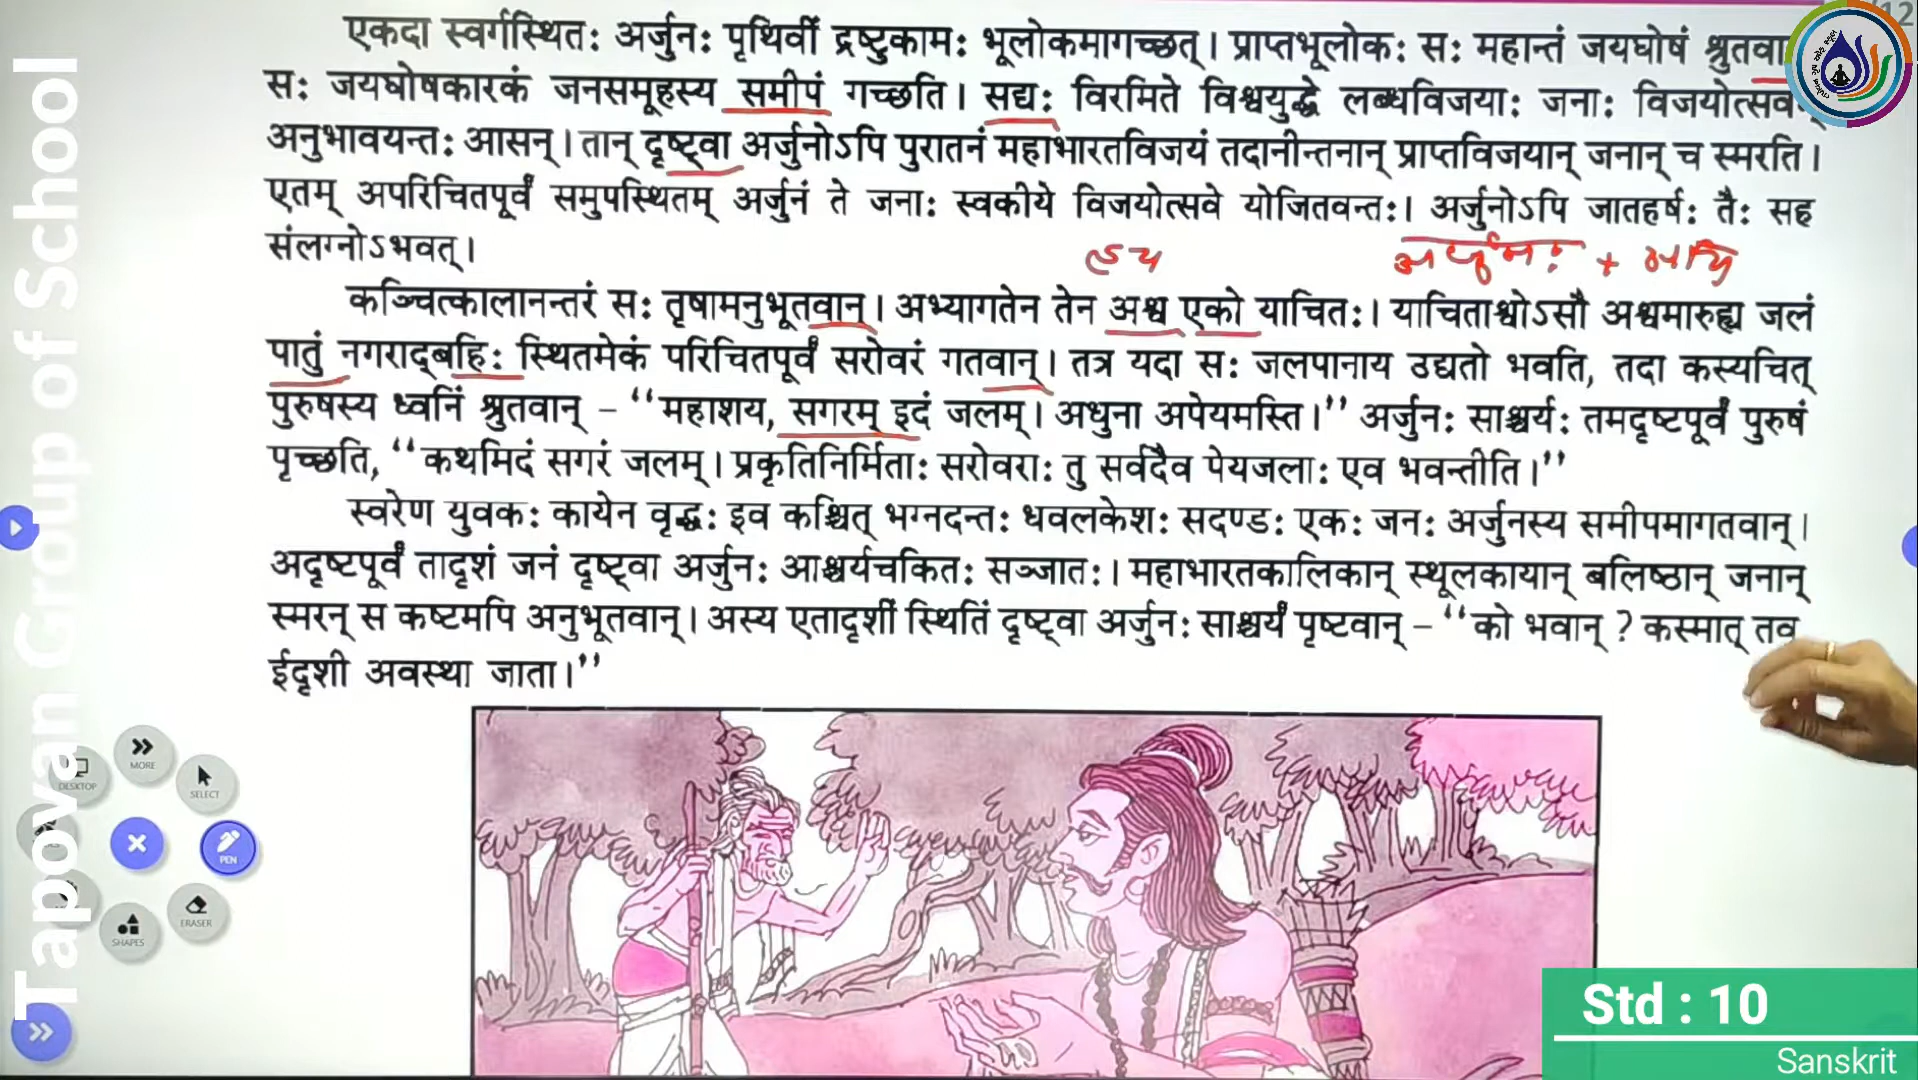 एकदा स्वर्गस्थितः अर्जुनः पृथिवीं द्रष्टुकामः भूलोकमागच्छत्। प्राप्तभूलोकः सः महान्तं जयघोषं श्रुतवा
सः जयघोषकारकं जनसमूहस्य समीपं गच्छति। सद्यः विरमिते विश्वयुद्धे लब्धविजयाः जनाः विजयोत्सवम्
अनुभावयन्तः आसन्। तान् दृष्ट्वा अर्जुनोऽपि पुरातनं महाभारतविजयं तदानीन्तनान् प्राप्तविजयान् जनान् च स्मरति।
एतम् अपरिचितपूर्वं समुपस्थितम् अर्जुनं ते जनाः स्वकीये विजयोत्सवे योजितवन्तः। अर्जुनोऽपि जातहर्षः तैः सह
संलग्नोऽभवत्।
अर्जुनः + अपि
कञ्चित्कालानन्तरं सः तृषामनुभूतवान्। अभ्यागतेन तेन अश्व एको याचितः। याचिताश्वोऽसौ अश्वमारुह्य जलं
पातुं नगराद्बहिः स्थितमेकं परिचितपूर्वं सरोवरं गतवान्। तत्र यदा सः जलपानाय उद्यतो भवति, तदा कस्यचित्
पुरुषस्य ध्वनिं श्रुतवान् – “महाशय, सगरम् इदं जलम्। अधुना अपेयमस्ति।” अर्जुनः साश्चर्यः तमदृष्टपूर्वं पुरुषं
पृच्छति, “कथमिदं सगरं जलम्। प्रकृतिनिर्मिताः सरोवराः तु सर्वदैव पेयजलाः एव भवन्तीति।”
स्वरेण युवकः कायेन वृद्धः इव कश्चित् भग्नदन्तः धवलकेशः सदण्डः एकः जनः अर्जुनस्य समीपमागतवान्।
अदृष्टपूर्वं तादृशं जनं दृष्ट्वा अर्जुनः आश्चर्यचकितः सञ्जातः। महाभारतकालिकान् स्थूलकायान् बलिष्ठान् जनान्
स्मरन् स कष्टमपि अनुभूतवान्। अस्य एतादृशीं स्थितिं दृष्ट्वा अर्जुनः साश्चर्यं पृष्टवान् – “को भवान् ? कस्मात् तव
ईदृशी अवस्था जाता।”
Tapovan Group of School
DESKTOP
MORE
SELECT
PEN
ERASER
SHAPES
Std : 10
Sanskrit